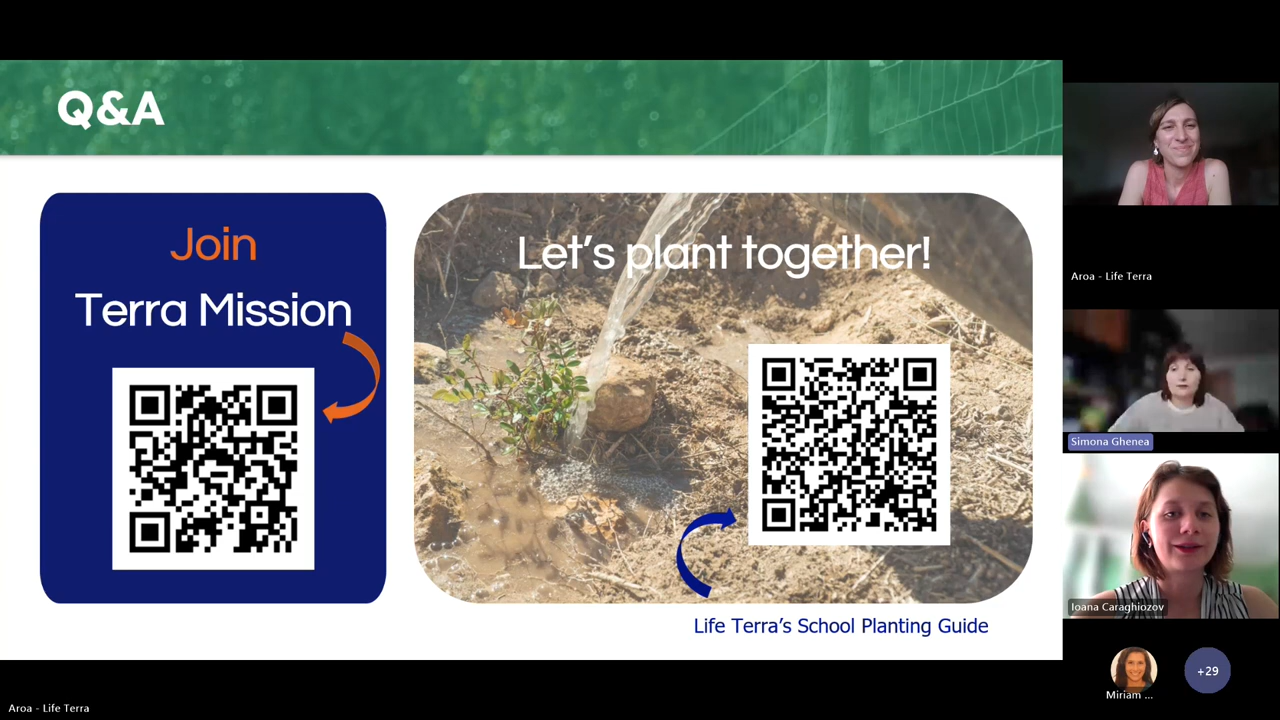 Q&A
Join
Terra Mission
Let's plant together!
Life Terra's School Planting Guide
Aroa - Life Terra
Simona Ghenea
Ioana Caraghiozov
Miriam ...
+29
Aroa - Life Terra